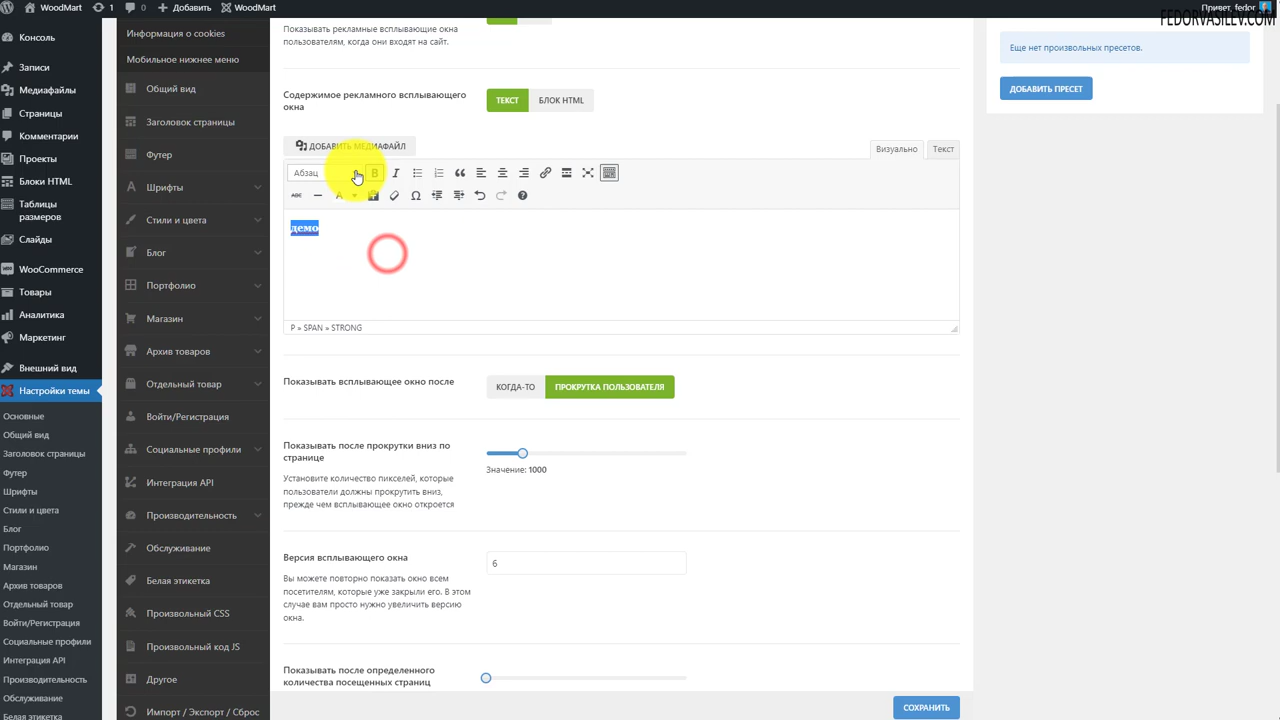 WoodMart 1 0 + Добавить WoodMart
Привет, fedor
FEDORVASILEV.COM
Консоль
Записи
Медиафайлы
Страницы
Комментарии
Проекты
Блоки HTML
Таблицы
размеров
Слайды
WooCommerce
Товары
Аналитика
Маркетинг
Внешний вид
Настройки темы
Основные
Общий вид
Заголовок страницы
Футер
Шрифты
Стили и цвета
Блог
Портфолио
Магазин
Архив товаров
Отдельный товар
Войти/Регистрация
Социальные профили
Интеграция API
Производительность
Обслуживание
Белая этикетка
Информация о cookies
Мобильное нижнее меню
Общий вид
Заголовок страницы
Футер
Шрифты
Стили и цвета
Блог
Портфолио
Магазин
Архив товаров
Отдельный товар
Войти/Регистрация
Социальные профили
Интеграция API
Производительность
Обслуживание
Белая этикетка
Произвольный CSS
Произвольный код JS
Другое
Импорт / Экспорт / Сброс
Показывать рекламные всплывающие окна
пользователям, когда они входят на сайт.
Содержимое рекламного всплывающего
окна
ТЕКСТ БЛОК HTML
ДОБАВИТЬ МЕДИАФАЙЛ
Визуально Текст
Абзац
демо
P » SPAN » STRONG
Показывать всплывающее окно после
КОГДА-ТО ПРОКРУТКА ПОЛЬЗОВАТЕЛЯ
Показывать после прокрутки вниз по
странице
Установите количество пикселей, которые
пользователи должны прокрутить вниз,
прежде чем всплывающее окно откроется
Значение: 1000
Версия всплывающего окна
Вы можете повторно показать окно всем
посетителям, которые уже закрыли его. В этом
случае вам просто нужно увеличить версию
окна.
6
Показывать после определенного
количества посещенных страниц
СОХРАНИТЬ
Еще нет произвольных пресетов.
ДОБАВИТЬ ПРЕСЕТ